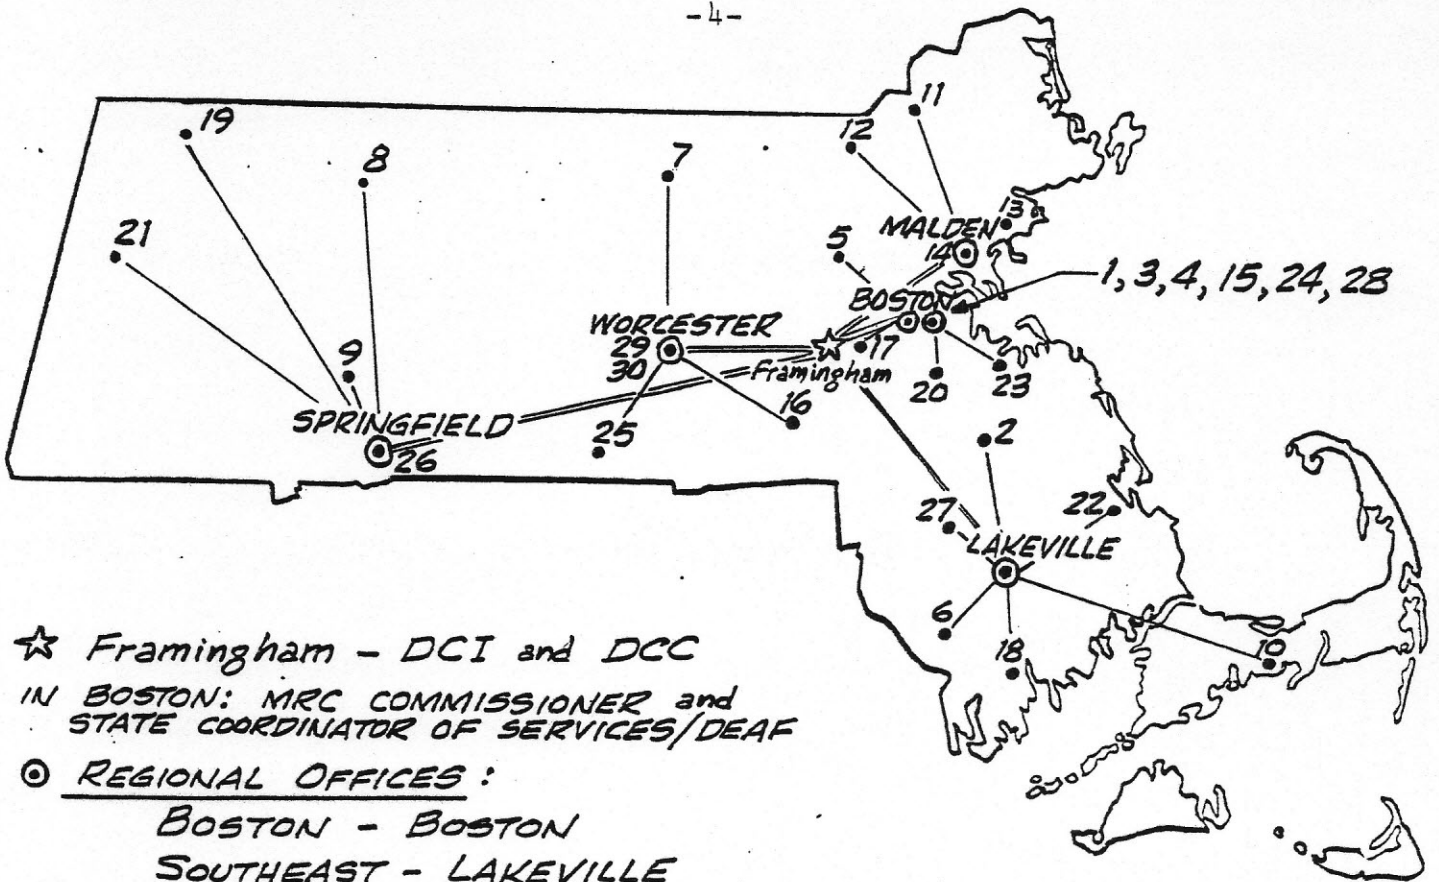 -4-
19
8
7
12
11
21
5
MALDEN
13
14
1, 3, 4, 15, 24, 28
BOSTON
WORCESTER
29
30
17
Framingham
9
20
23
16
SPRINGFIELD
26
25
2
27
22
LAKEVILLE
6
18
10
☆ Framingham - DCI and DCC
IN BOSTON: MRC COMMISSIONER and
STATE COORDINATOR OF SERVICES/DEAF
REGIONAL OFFICES:
BOSTON - BOSTON
SOUTHEAST - LAKEVILLE